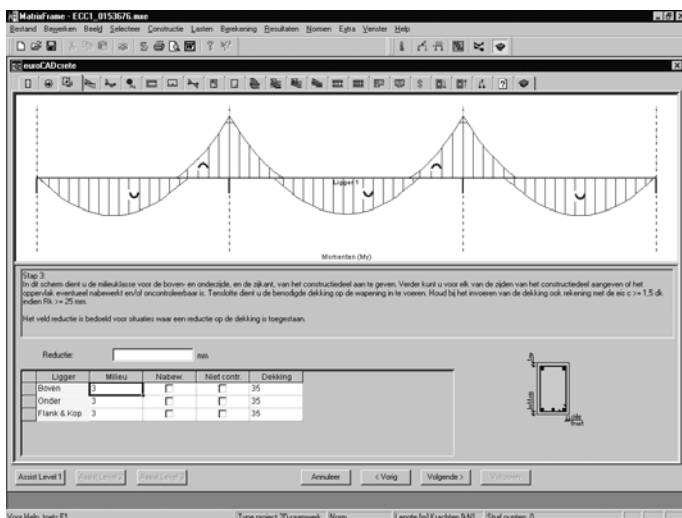 MatrixFrame - ECC1_0153676.mxe
Bestand Bewerken Beeld Selecteer Constructie Lasten Berekening Resultaten Normen Extra Venster Help
euroCADcrete
Ligger 1
Momenten (My)
Stap 3:
In dit scherm dient u de milieuklasse voor de boven- en onderzijde, en de zijkant, van het constructiedeel aan te geven. Verder kunt u voor elk van de zijden van het constructiedeel aangeven of het
oppervlak eventueel nabewerkt en/of oncontroleerbaar is. Tenslotte dient u de benodigde dekking op de wapening in te voeren. Houd bij het invoeren van de dekking ook rekening met de eis c >= 1,5 dk
indien Rk >= 25 mm.
Het veld reductie is bedoeld voor situaties waar een reductie op de dekking is toegestaan.
Reductie: mm
Ligger Milieu Nabew. Niet contr. Dekking
Boven 3 35
Onder 3 35
Flank & Kop 3 35
Assist Level 1 Assist Level 2 Assist Level 3 Annuleer < Vorig Volgende > Voltooien
Voor Help, toets F1 Type project 2D-raamwerk Norm Lengte [m] Krachten [kN] Staaf punten: 0